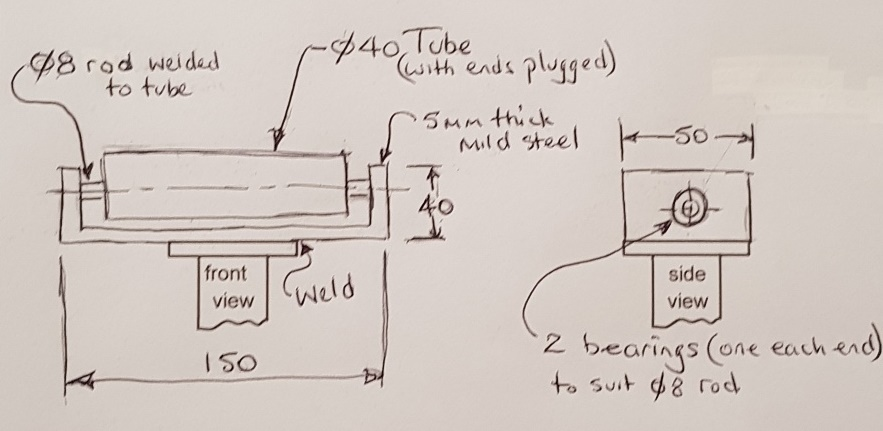 Ø8 rod welded
to tube
Ø40 Tube
(with ends plugged)
5mm thick
Mild steel
50
40
front
view
Weld
side
view
150
2 bearings (one each end)
to suit Ø8 rod